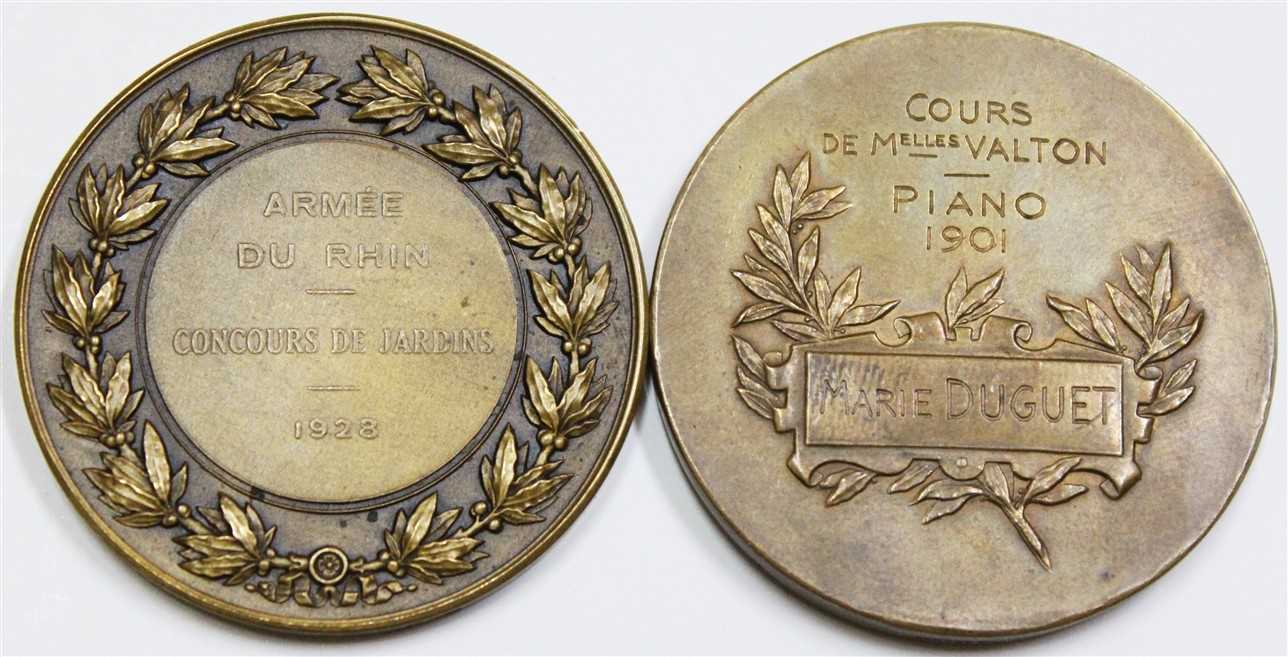 ARMÉE
DU RHIN
CONCOURS DE JARDINS
1928
COURS
DE MELLES VALTON
PIANO
1901
MARIE DUGUET